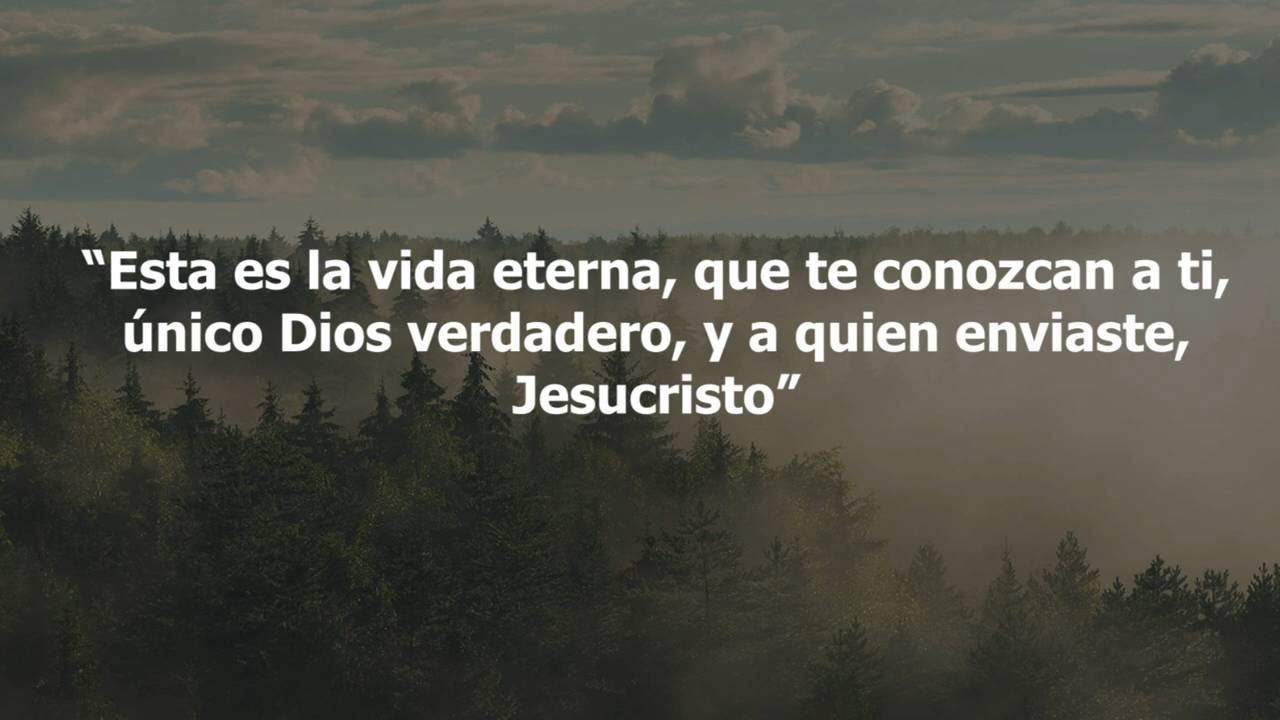 “Esta es la vida eterna, que te conozcan a ti,
único Dios verdadero, y a quien enviaste,
Jesucristo”